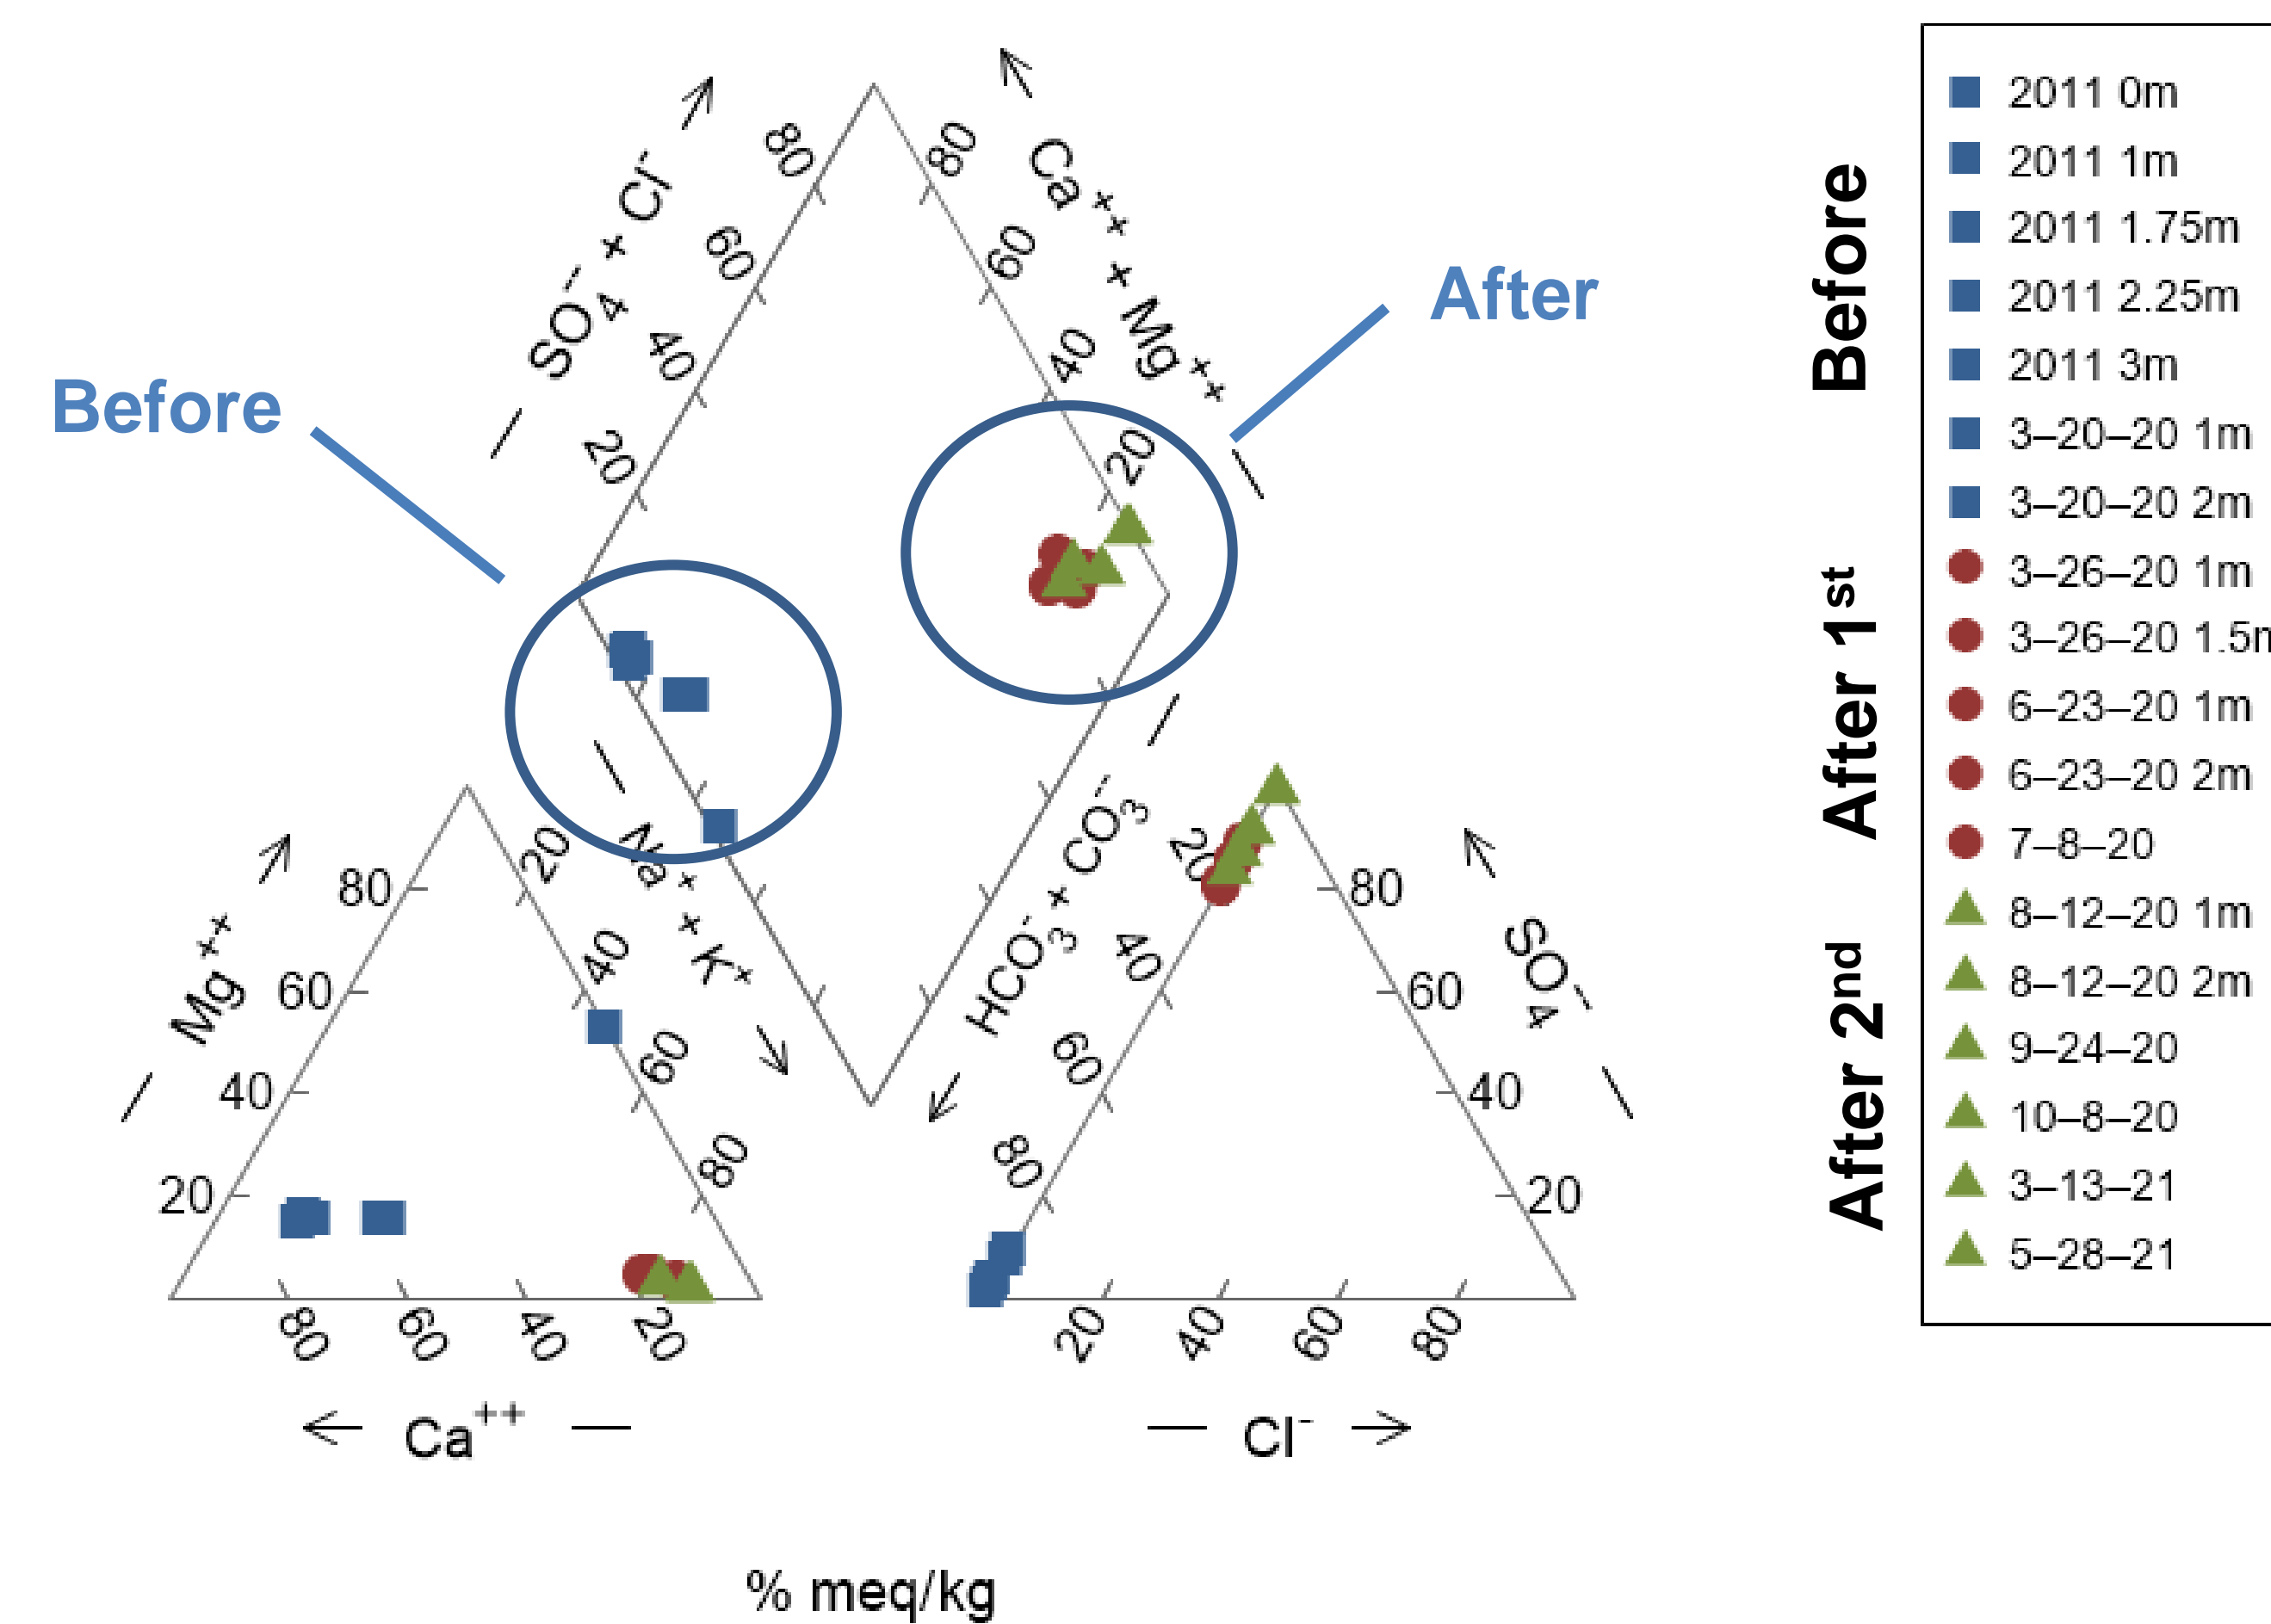 Before
After
SO₄⁻⁻ + Cl⁻
Ca⁺⁺ + Mg⁺⁺
80
60
40
20
80
60
40
20
Na⁺ + K⁺
HCO₃⁻ + CO₃⁻⁻
Mg⁺⁺
80
60
40
20
20
40
60
80
80
60
40
20
Ca⁺⁺
20
40
60
80
SO₄⁻⁻
80
60
40
20
20
40
60
80
Cl⁻
% meq/kg
Before
After 1st
After 2nd
2011 0m
2011 1m
2011 1.75m
2011 2.25m
2011 3m
3–20–20 1m
3–20–20 2m
3–26–20 1m
3–26–20 1.5m
6–23–20 1m
6–23–20 2m
7–8–20
8–12–20 1m
8–12–20 2m
9–24–20
10–8–20
3–13–21
5–28–21